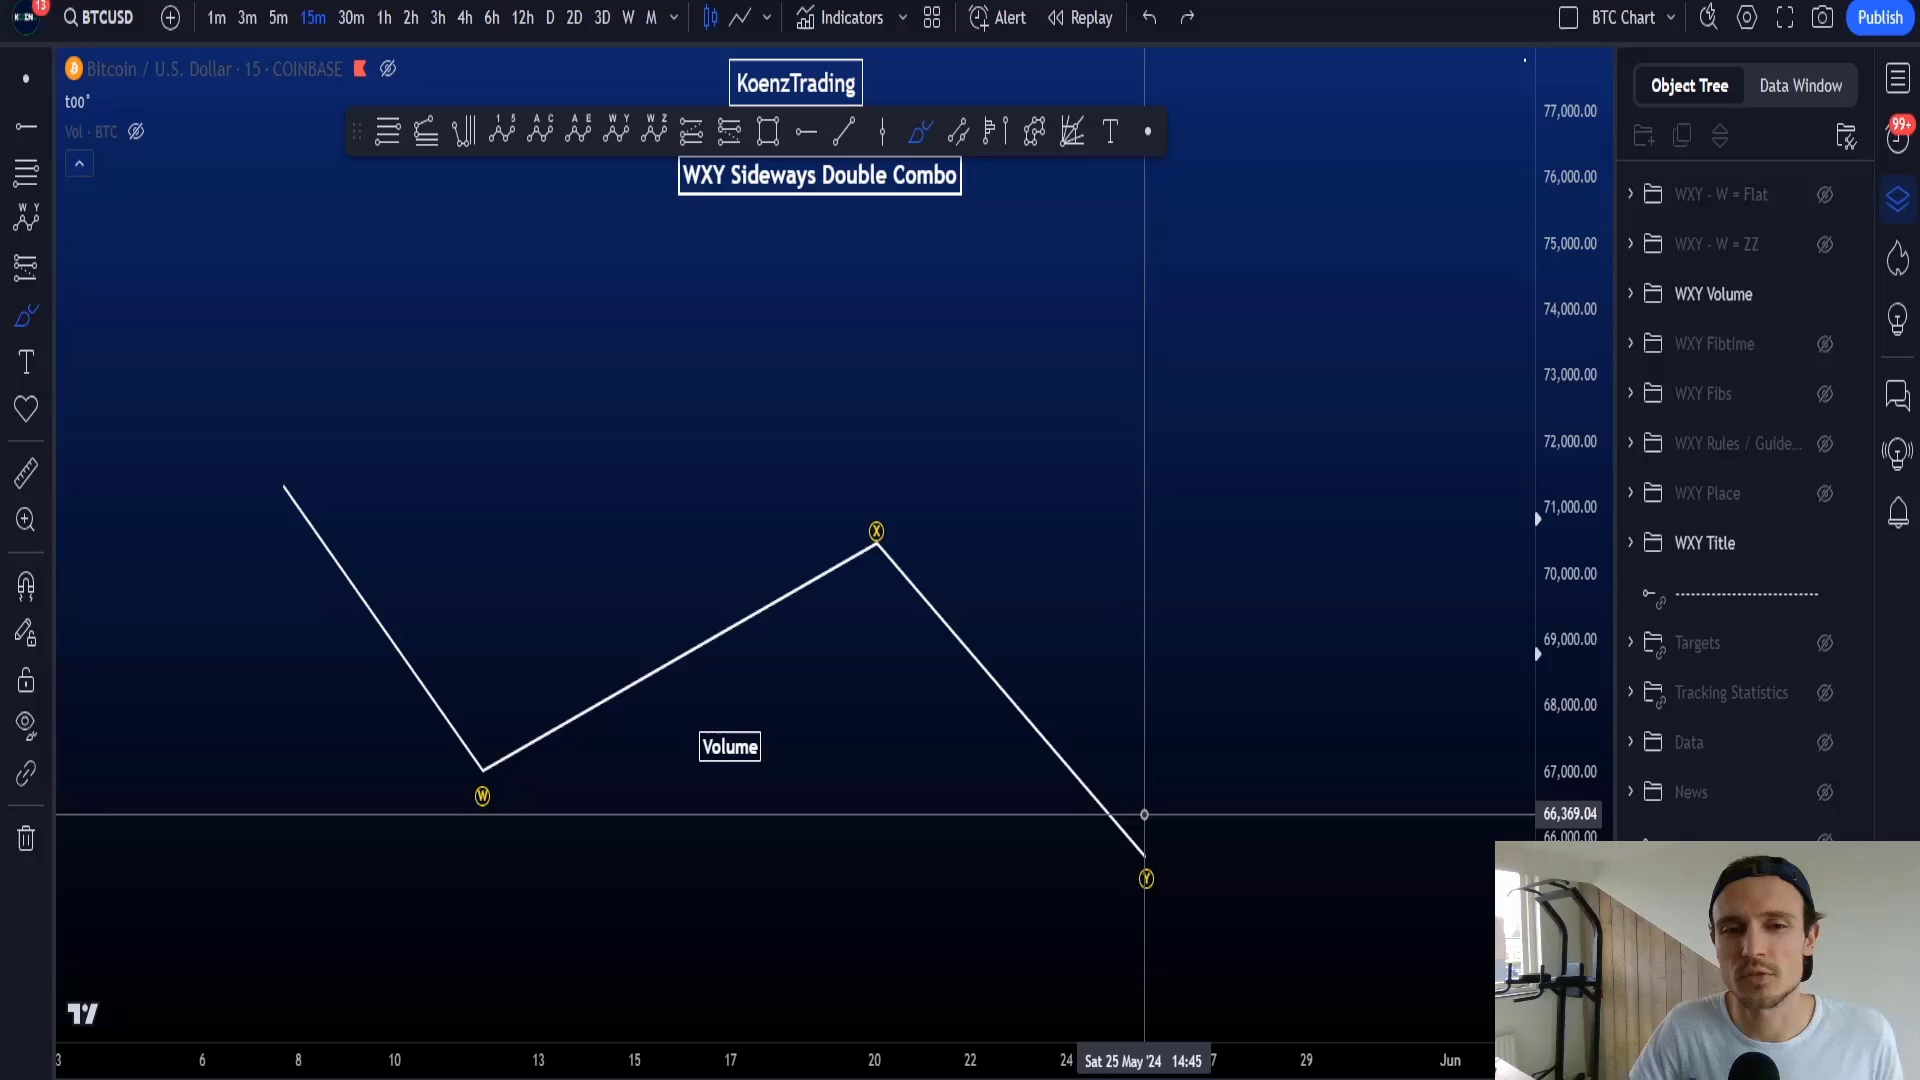 13
BTCUSD 1m 3m 5m 15m 30m 1h 2h 3h 4h 6h 12h D 2D 3D W M Indicators Alert Replay BTC Chart Publish
Bitcoin / U.S. Dollar · 15 · COINBASE
too°
Vol · BTC
KoenzTrading
1 5 A C A E W Y W Z T
WXY Sideways Double Combo
W Y
T
X
Volume
W
Y
77,000.00
76,000.00
75,000.00
74,000.00
73,000.00
72,000.00
71,000.00
70,000.00
69,000.00
68,000.00
67,000.00
66,369.04
66,000.00
3 6 8 10 13 15 17 20 22 24 Sat 25 May '24 14:45 7 29 Jun
Object Tree Data Window
99+
WXY - W = Flat
WXY - W = ZZ
WXY Volume
WXY Fibtime
WXY Fibs
WXY Rules / Guide...
WXY Place
WXY Title
---------------------------
Targets
Tracking Statistics
Data
News